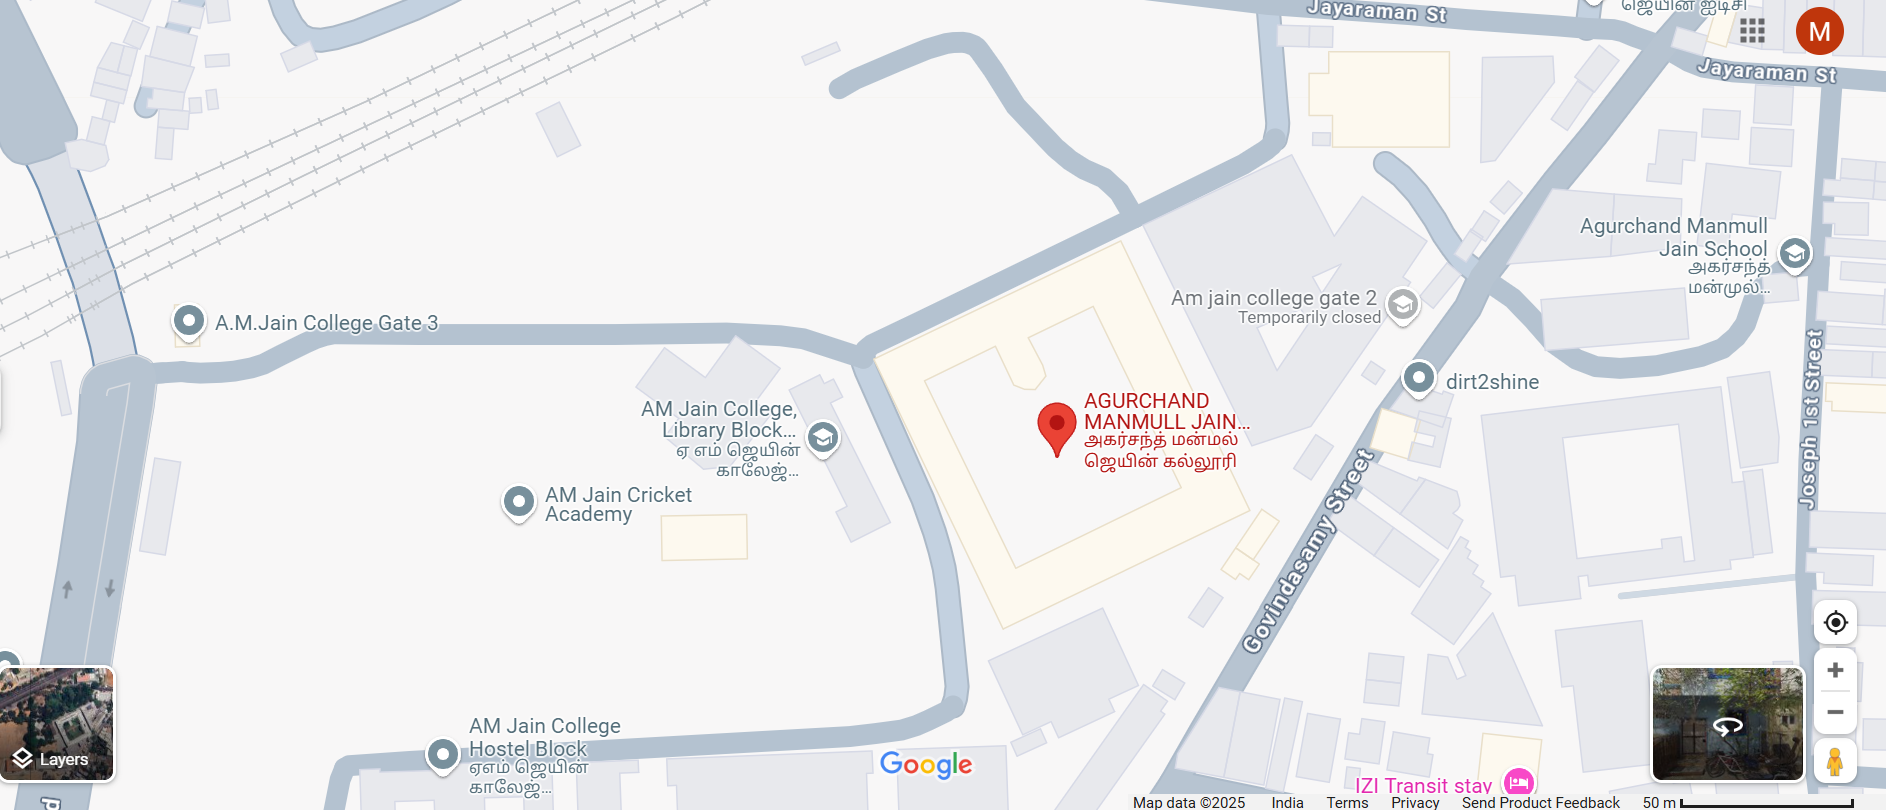 ஜெயின் ஐடிசி
Jayaraman St
M
Jayaraman St
Agurchand Manmull
Jain School
அகர்சந்த்
மன்முல்...
A.M.Jain College Gate 3
Am jain college gate 2
Temporarily closed
dirt2shine
AM Jain College,
Library Block...
ஏ எம் ஜெயின்
காலேஜ்...
AGURCHAND
MANMULL JAIN...
அகர்சந்த் மன்மல்
ஜெயின் கல்லூரி
AM Jain Cricket
Academy
Joseph 1st Street
Govindasamy Street
AM Jain College
Hostel Block
ஏஎம் ஜெயின்
காலேஜ்...
Layers
Google
IZI Transit stay
Map data ©2025 India Terms Privacy Send Product Feedback 50 m